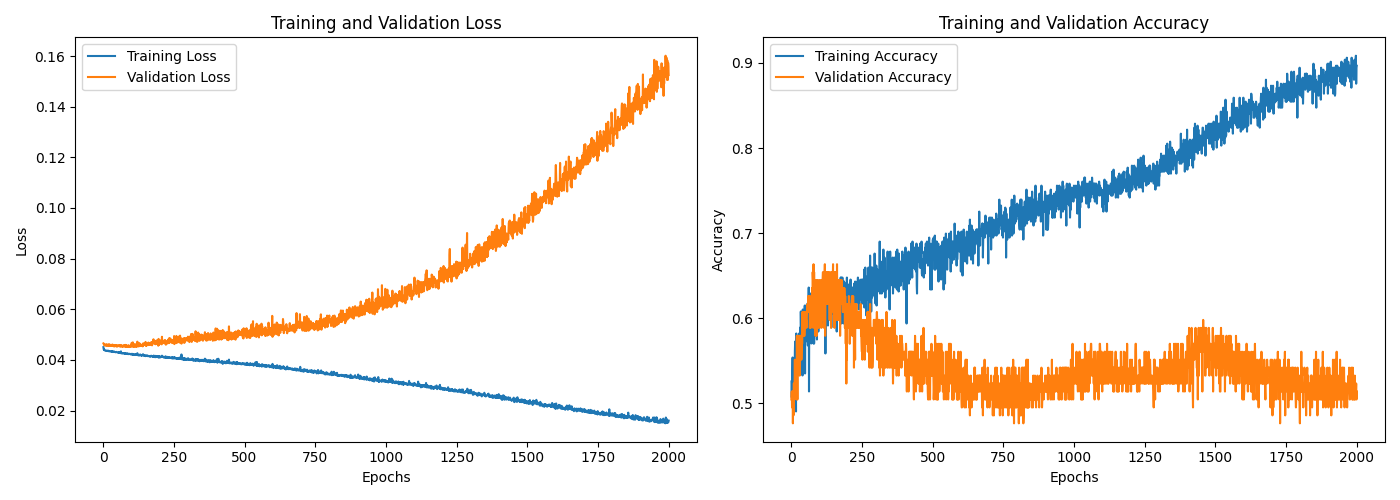 Training and Validation Loss
Training Loss
Validation Loss
0.16
0.14
0.12
0.10
0.08
0.06
0.04
0.02
Loss
0 250 500 750 1000 1250 1500 1750 2000
Epochs
Training and Validation Accuracy
Training Accuracy
Validation Accuracy
0.9
0.8
0.7
0.6
0.5
Accuracy
0 250 500 750 1000 1250 1500 1750 2000
Epochs